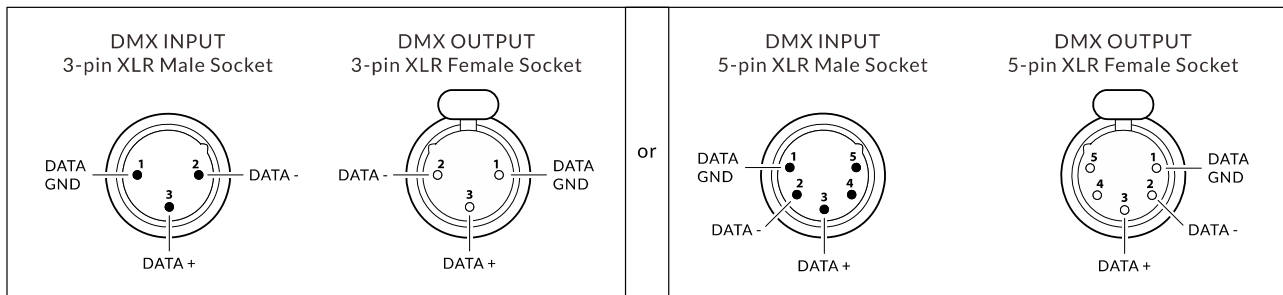 DMX INPUT
3-pin XLR Male Socket
DMX OUTPUT
3-pin XLR Female Socket
DATA
GND
1
2
3
DATA -
DATA +
DATA -
2
1
3
DATA
GND
DATA +
or
DMX INPUT
5-pin XLR Male Socket
DMX OUTPUT
5-pin XLR Female Socket
DATA
GND
1
5
2
4
3
DATA -
DATA +
5
1
4
2
3
DATA
GND
DATA -
DATA +